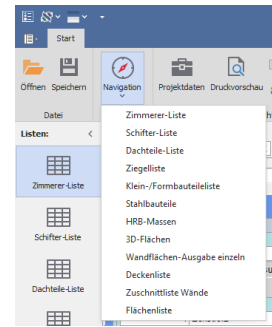 Start
Öffnen Speichern
Navigation
Projektdaten Druckvorschau
Datei
Listen:
Zimmerer-Liste
Schifter-Liste
Dachteile-Liste
Zimmerer-Liste
Schifter-Liste
Dachteile-Liste
Ziegelliste
Klein-/Formbauteileliste
Stahlbauteile
HRB-Massen
3D-Flächen
Wandflächen-Ausgabe einzeln
Deckenliste
Zuschnittliste Wände
Flächenliste